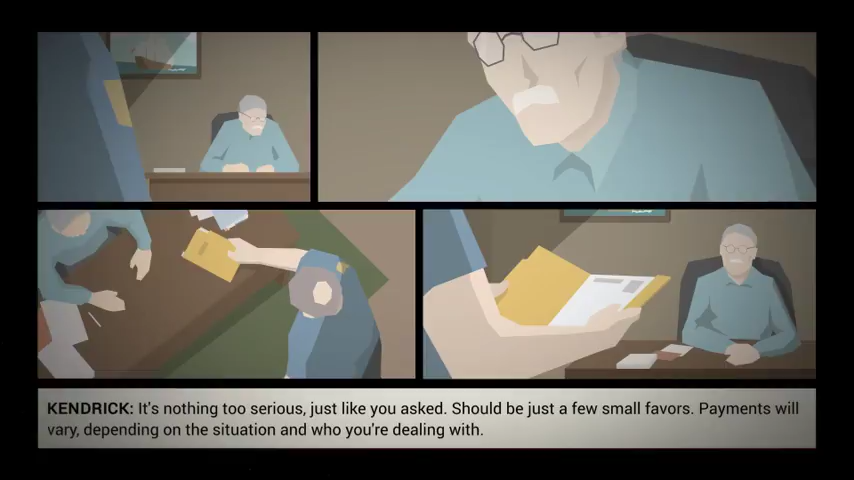 KENDRICK: It's nothing too serious, just like you asked. Should be just a few small favors. Payments will
vary, depending on the situation and who you're dealing with.